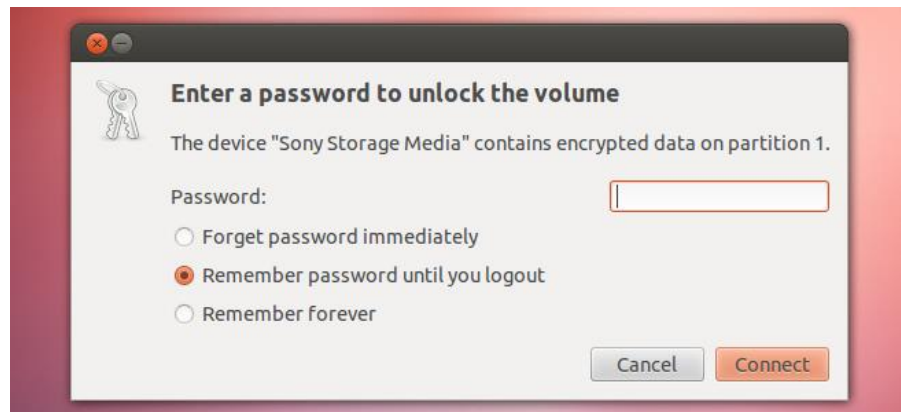 Enter a password to unlock the volume
The device "Sony Storage Media" contains encrypted data on partition 1.
Password:
Forget password immediately
Remember password until you logout
Remember forever
Cancel Connect